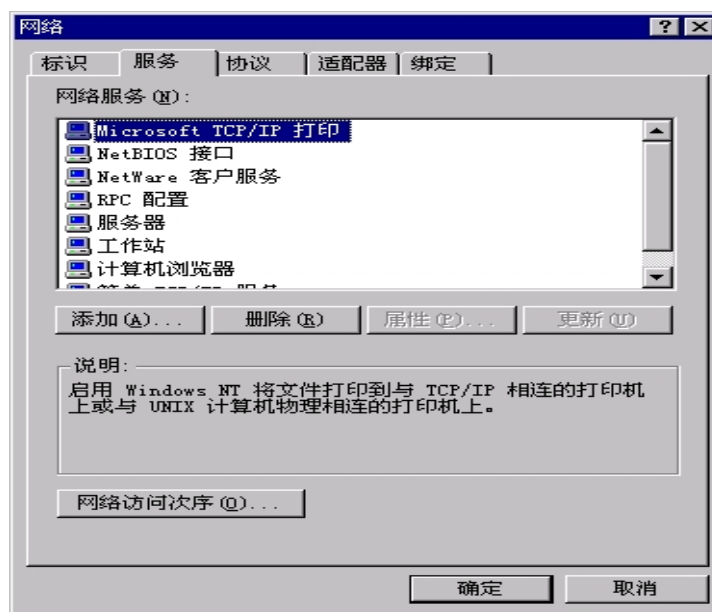 网络
标识 服务 协议 适配器 绑定
网络服务(N):
Microsoft TCP/IP 打印
NetBIOS 接口
NetWare 客户服务
RPC 配置
服务器
工作站
计算机浏览器
添加(A)... 删除(R) 属性(P)... 更新(U)
说明:
启用 Windows NT 将文件打印到与 TCP/IP 相连的打印机
上或与 UNIX 计算机物理相连的打印机上。
网络访问次序(O)...
确定 取消